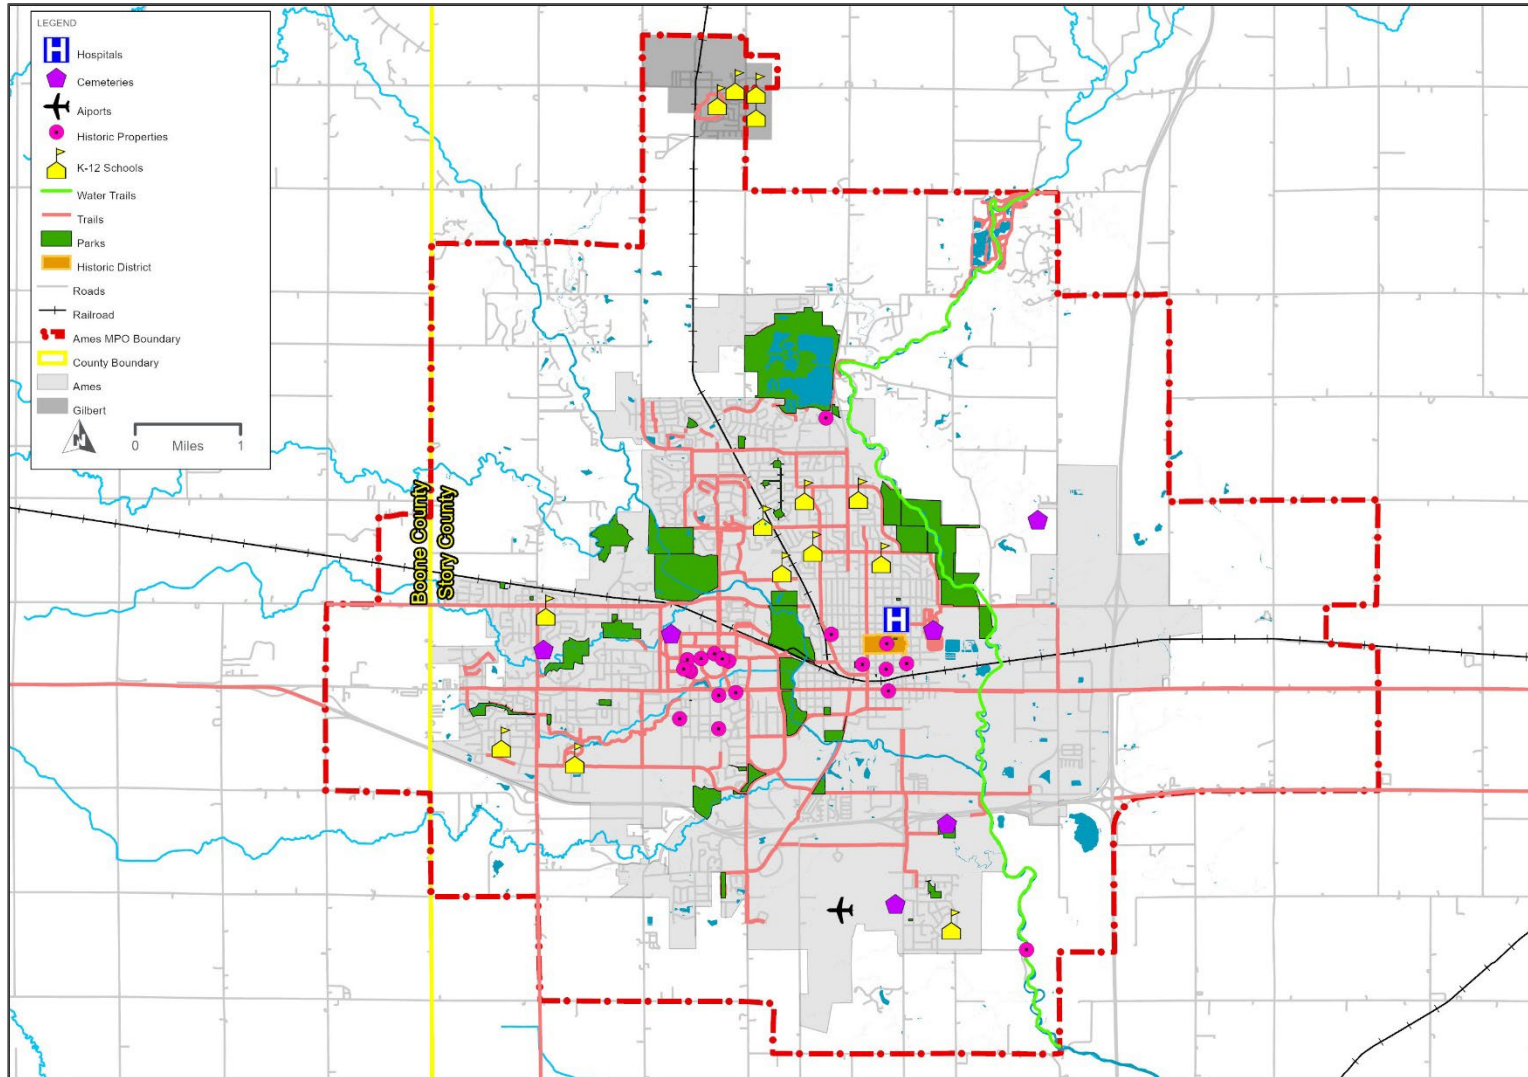 LEGEND
Hospitals
Cemeteries
Aiports
Historic Properties
K-12 Schools
Water Trails
Trails
Parks
Historic District
Roads
Railroad
Ames MPO Boundary
County Boundary
Ames
Gilbert
N
0 Miles 1
Boone County
Story County
H